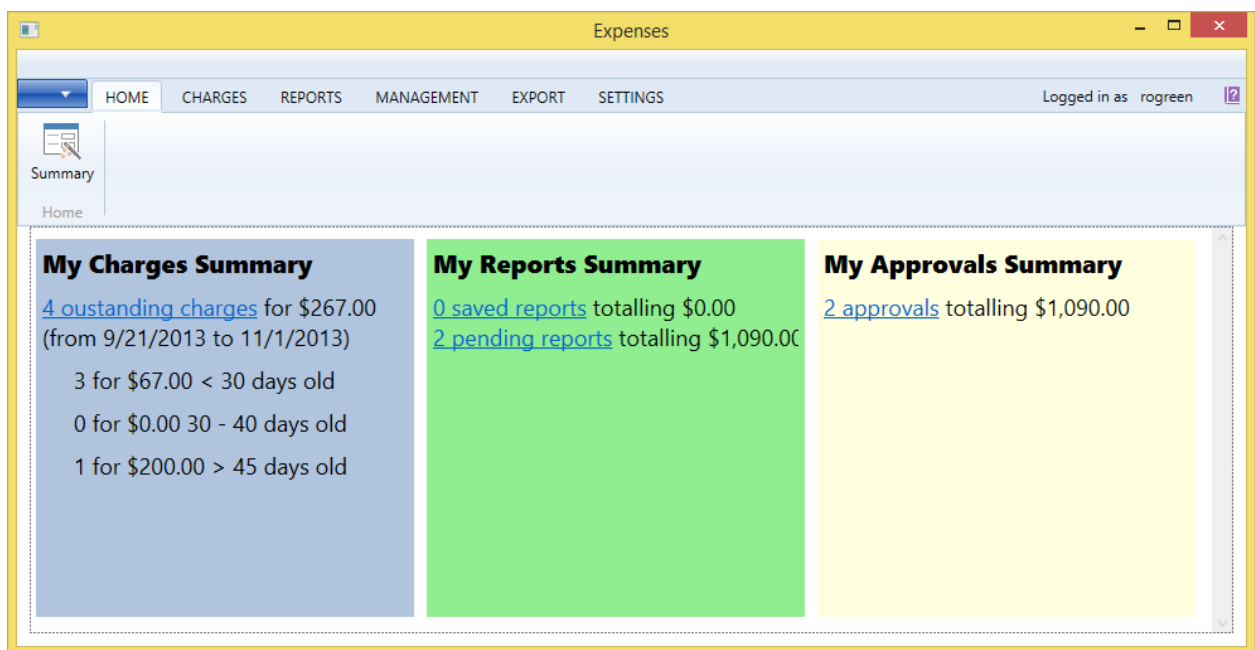 Expenses
HOME CHARGES REPORTS MANAGEMENT EXPORT SETTINGS Logged in as rogreen
Summary
Home
My Charges Summary
4 oustanding charges for $267.00
(from 9/21/2013 to 11/1/2013)
3 for $67.00 < 30 days old
0 for $0.00 30 - 40 days old
1 for $200.00 > 45 days old
My Reports Summary
0 saved reports totalling $0.00
2 pending reports totalling $1,090.00
My Approvals Summary
2 approvals totalling $1,090.00